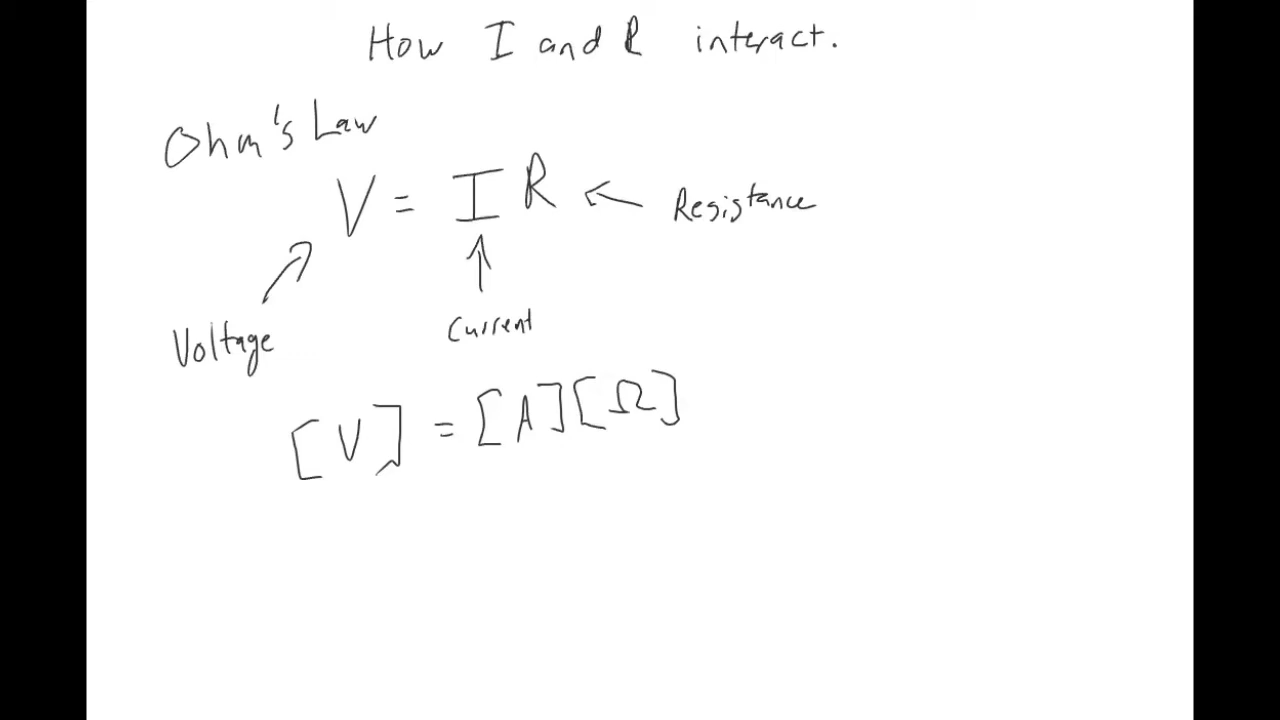 How I and R interact.
Ohm's Law
V = I R ← Resistance
Voltage
Current
[V] = [A][Ω]